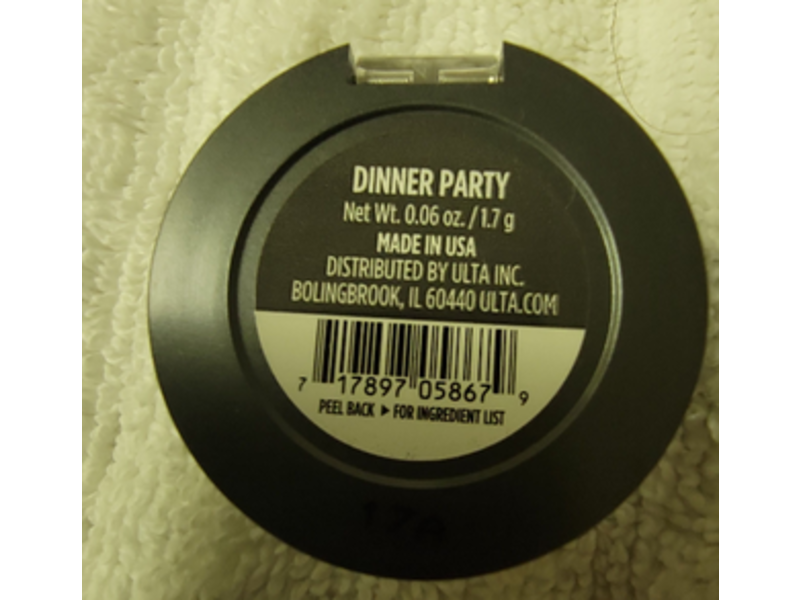 DINNER PARTY
Net Wt. 0.06 oz. / 1.7 g
MADE IN USA
DISTRIBUTED BY ULTA INC.
BOLINGBROOK, IL 60440 ULTA.COM
7 17897 05867 9
PEEL BACK ▶ FOR INGREDIENT LIST
17A